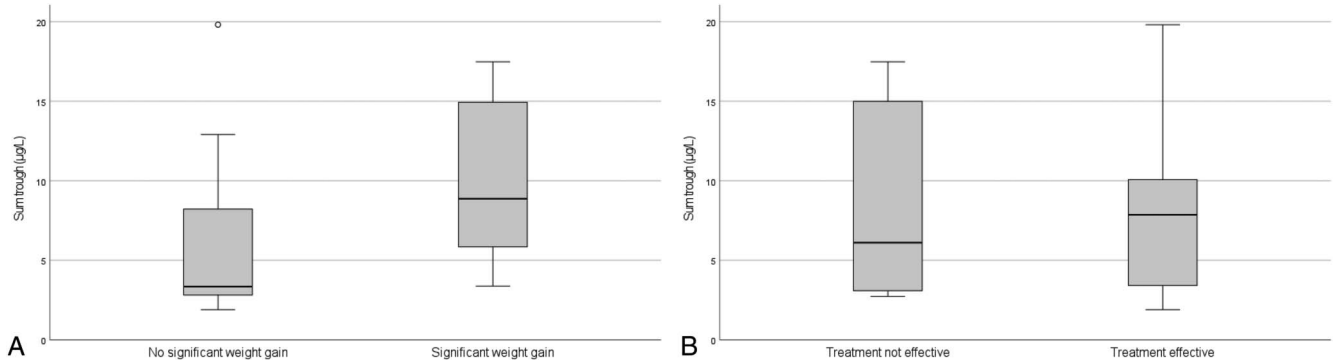 20
15
10
5
0
Sum trough (µg/L)
No significant weight gain
Significant weight gain
A
20
15
10
5
0
Sum trough (µg/L)
Treatment not effective
Treatment effective
B